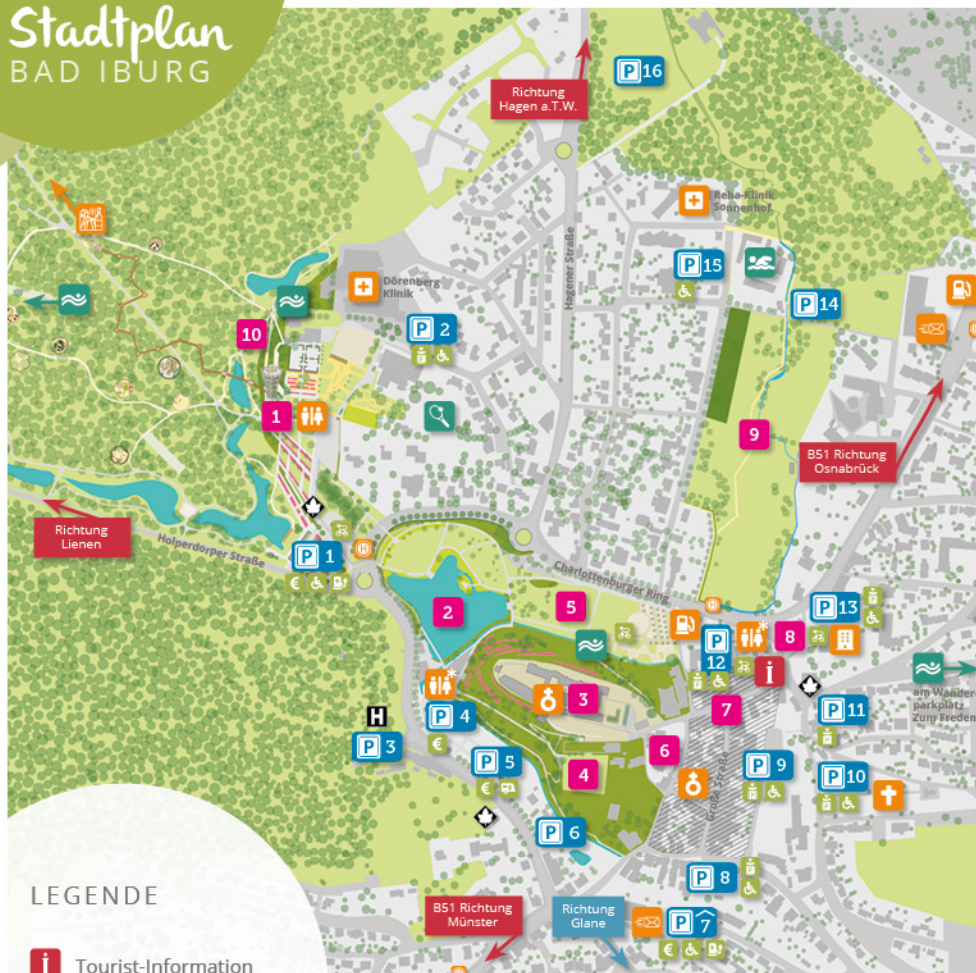 Stadtplan
BAD IBURG
Richtung
Hagen a.T.W.
P 16
Reha-Klinik
Sonnenhof
Hagener Straße
P 15
P 14
Dörenberg
Klinik
P 2
10
1
9
B51 Richtung
Osnabrück
Richtung
Lienen
Holperdorper Straße
P 1
€
H
Charlottenburger Ring
2
5
H
P 13
P
12
8
i
3
7
am Wander-
parkplatz
Zum Freden
P 4
€
H
P 3
P 11
6
P 5
€
4
Große Straße
P 9
P 10
P 6
P 8
B51 Richtung
Münster
Richtung
Glane
P 7
€
LEGENDE
i Tourist-Information